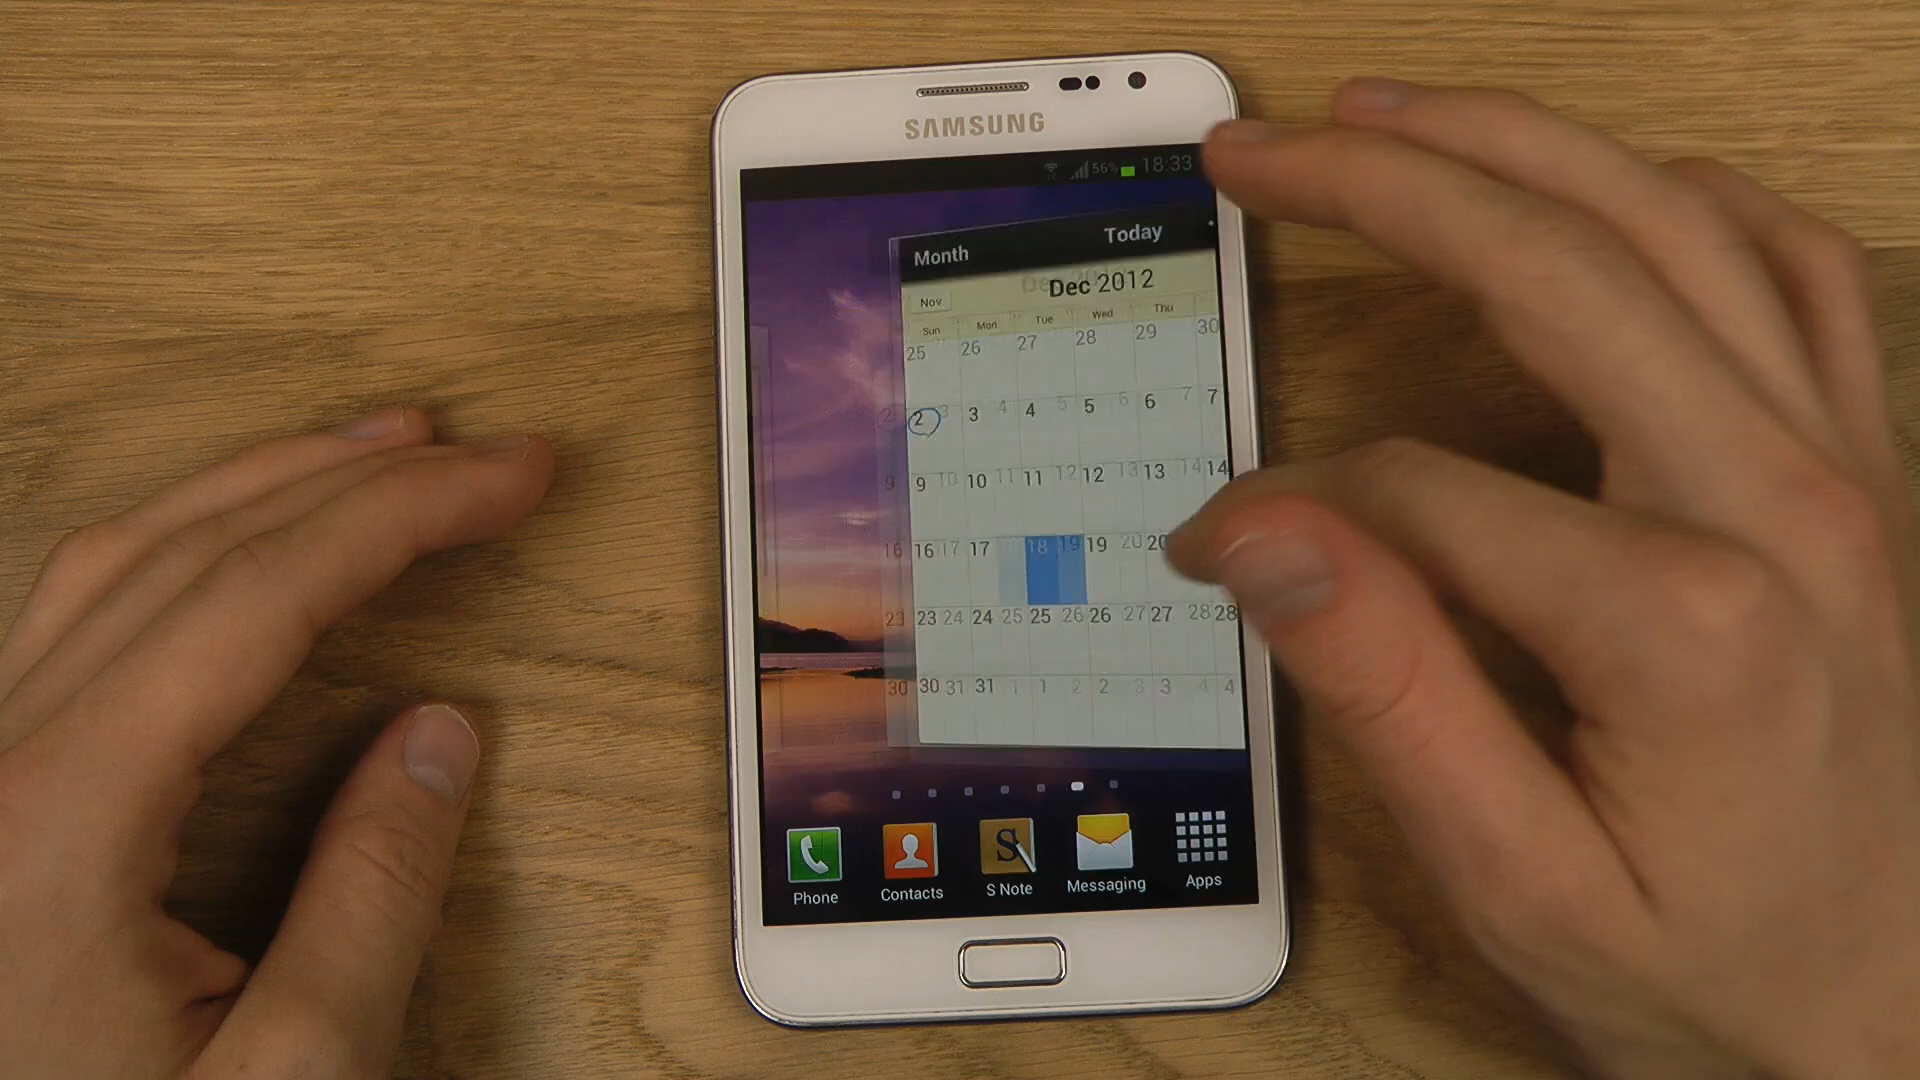 SAMSUNG
56% 18:33
Month Today
Dec 2012
Nov
Sun Mon Tue Wed Thu
25 26 27 28 29 30
2 3 4 5 6 7
9 10 11 12 13 14
16 17 18 19 20
23 24 25 26 27 28
30 31 1 2 3 4
Phone Contacts S Note Messaging Apps